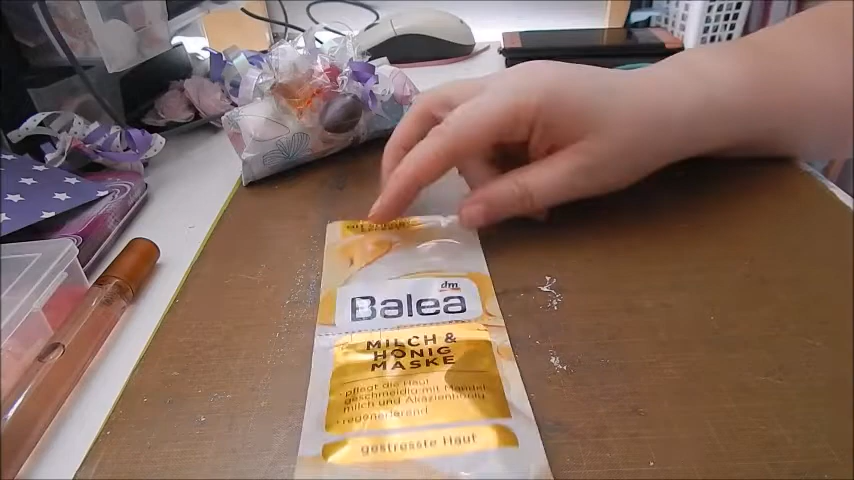 dm
Balea
MILCH &
HONIG
MASKE
• pflegt die Haut
geschmeidig mit Mandel-
milch und Akazienhonig
• regenerierend
gestresste Haut